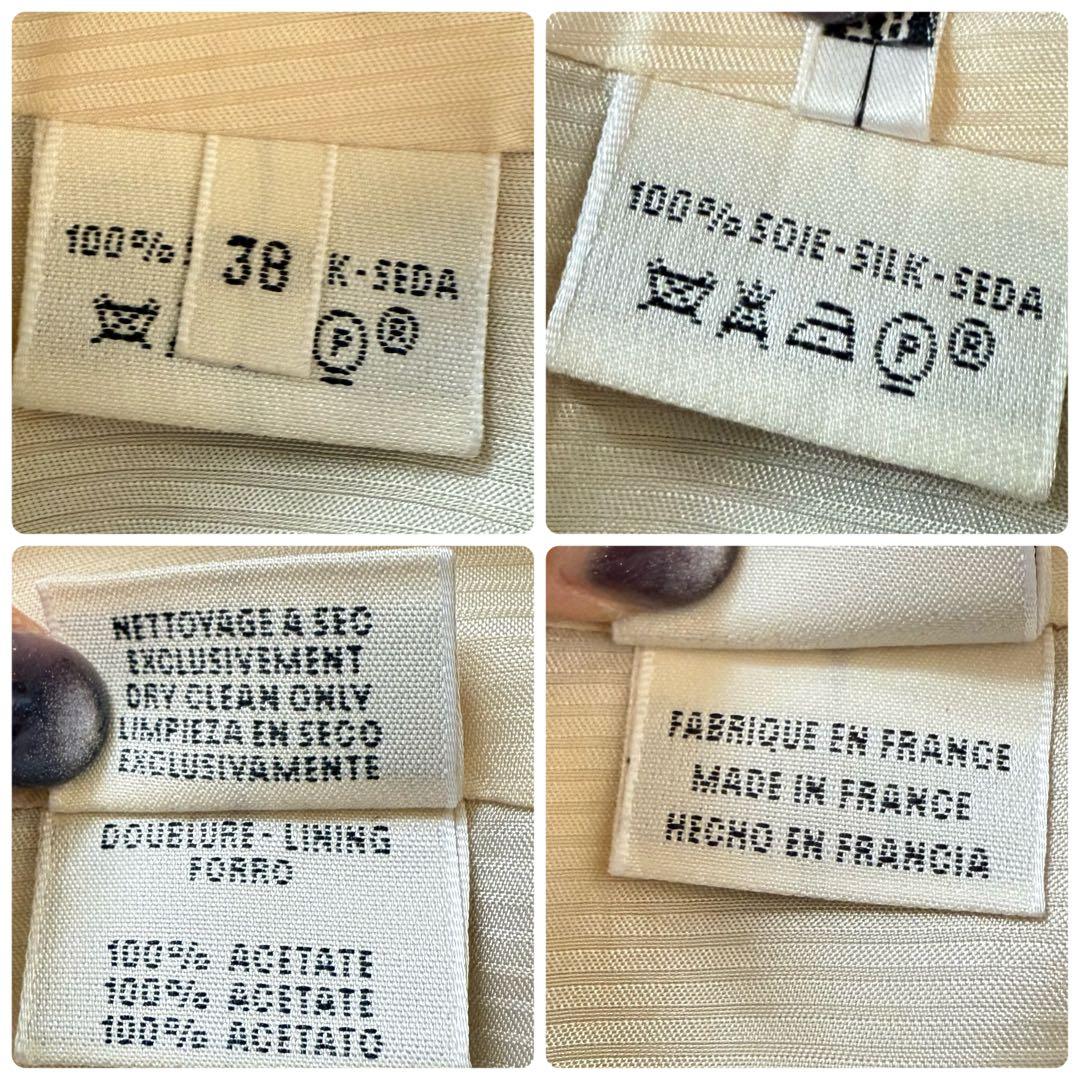 100% K-SEDA
38
P ®
100% SOIE-SILK-SEDA
P ®
NETTOYAGE A SEC
EXCLUSIVEMENT
DRY CLEAN ONLY
LIMPIEZA EN SECO
EXCLUSIVAMENTE
DOUBLURE - LINING
FORRO
100% ACETATE
100% ACETATE
100% ACETATO
FABRIQUE EN FRANCE
MADE IN FRANCE
HECHO EN FRANCIA